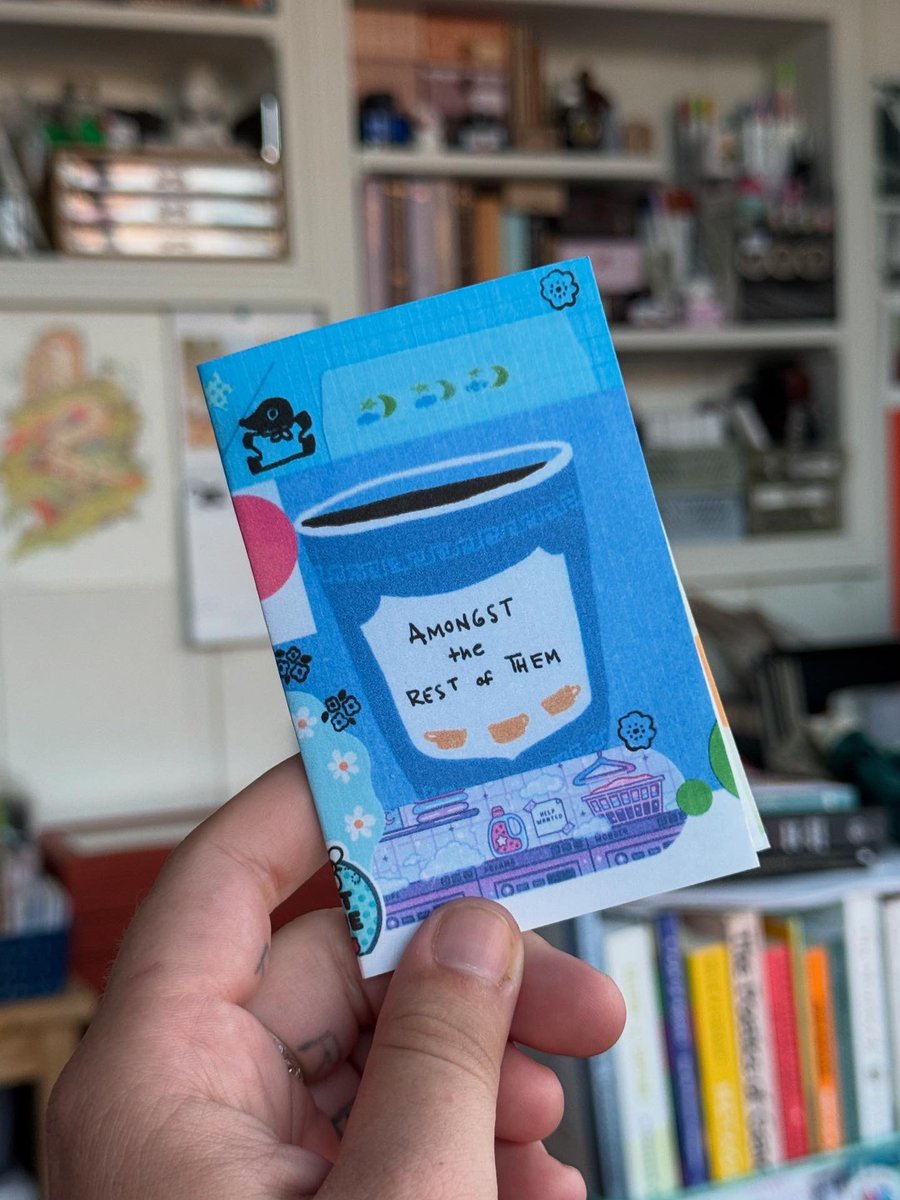 AMONGST
the
REST of THEM
HELP
WANTED